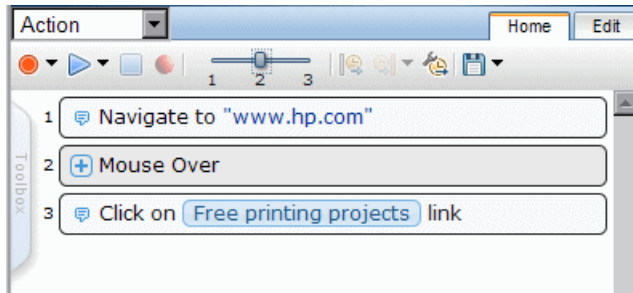 Action Home Edit
1 2 3
1 Navigate to "www.hp.com"
2 Mouse Over
3 Click on Free printing projects link
Toolbox